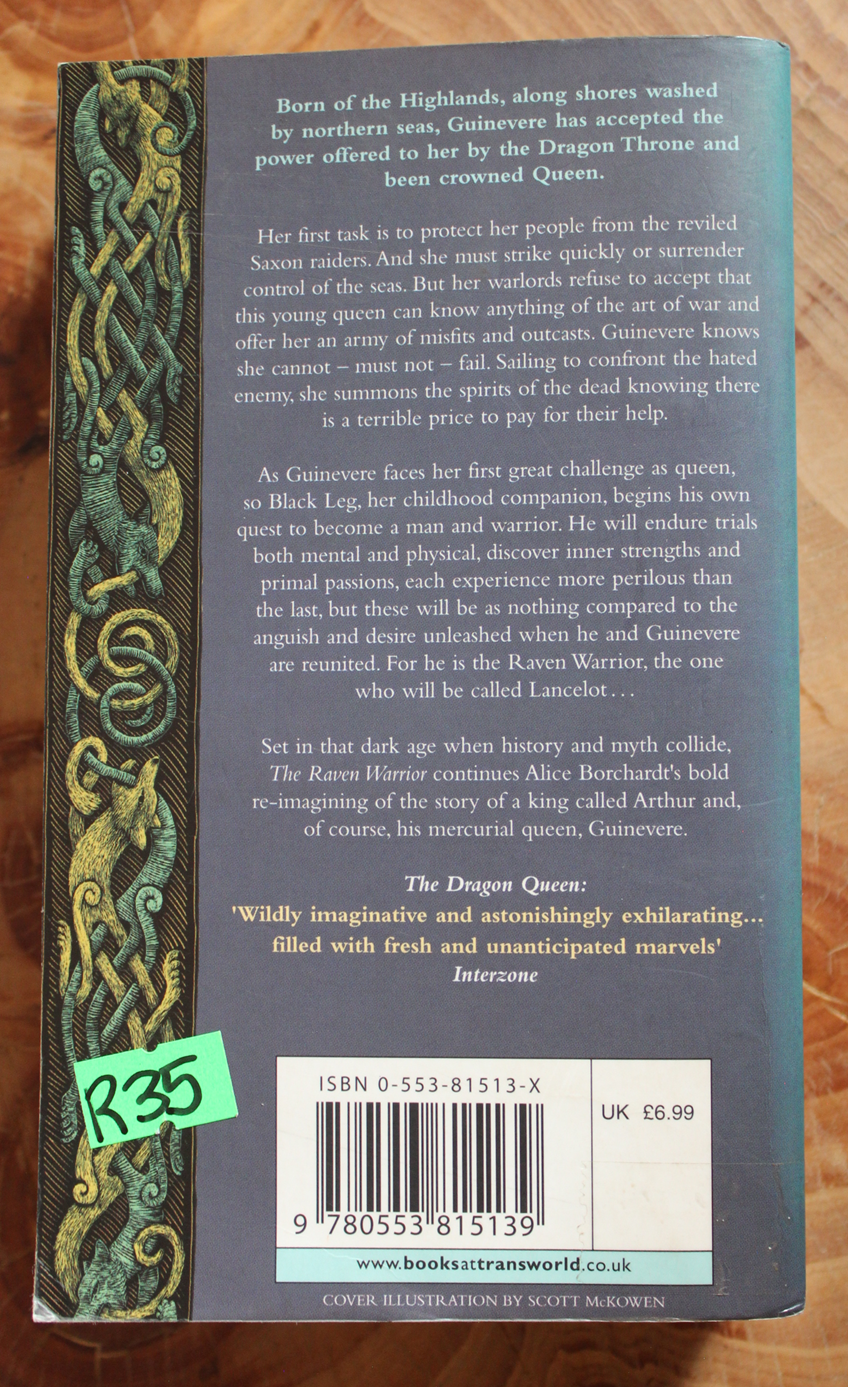 Born of the Highlands, along shores washed
by northern seas, Guinevere has accepted the
power offered to her by the Dragon Throne and
been crowned Queen.
Her first task is to protect her people from the reviled
Saxon raiders. And she must strike quickly or surrender
control of the seas. But her warlords refuse to accept that
this young queen can know anything of the art of war and
offer her an army of misfits and outcasts. Guinevere knows
she cannot – must not – fail. Sailing to confront the hated
enemy, she summons the spirits of the dead knowing there
is a terrible price to pay for their help.
As Guinevere faces her first great challenge as queen,
so Black Leg, her childhood companion, begins his own
quest to become a man and warrior. He will endure trials
both mental and physical, discover inner strengths and
primal passions, each experience more perilous than
the last, but these will be as nothing compared to the
anguish and desire unleashed when he and Guinevere
are reunited. For he is the Raven Warrior, the one
who will be called Lancelot...
Set in that dark age when history and myth collide,
The Raven Warrior continues Alice Borchardt's bold
re-imagining of the story of a king called Arthur and,
of course, his mercurial queen, Guinevere.
The Dragon Queen:
'Wildly imaginative and astonishingly exhilarating...
filled with fresh and unanticipated marvels'
Interzone
R35
ISBN 0-553-81513-X
UK £6.99
9 780553 815139
www.booksattransworld.co.uk
COVER ILLUSTRATION BY SCOTT McKOWEN